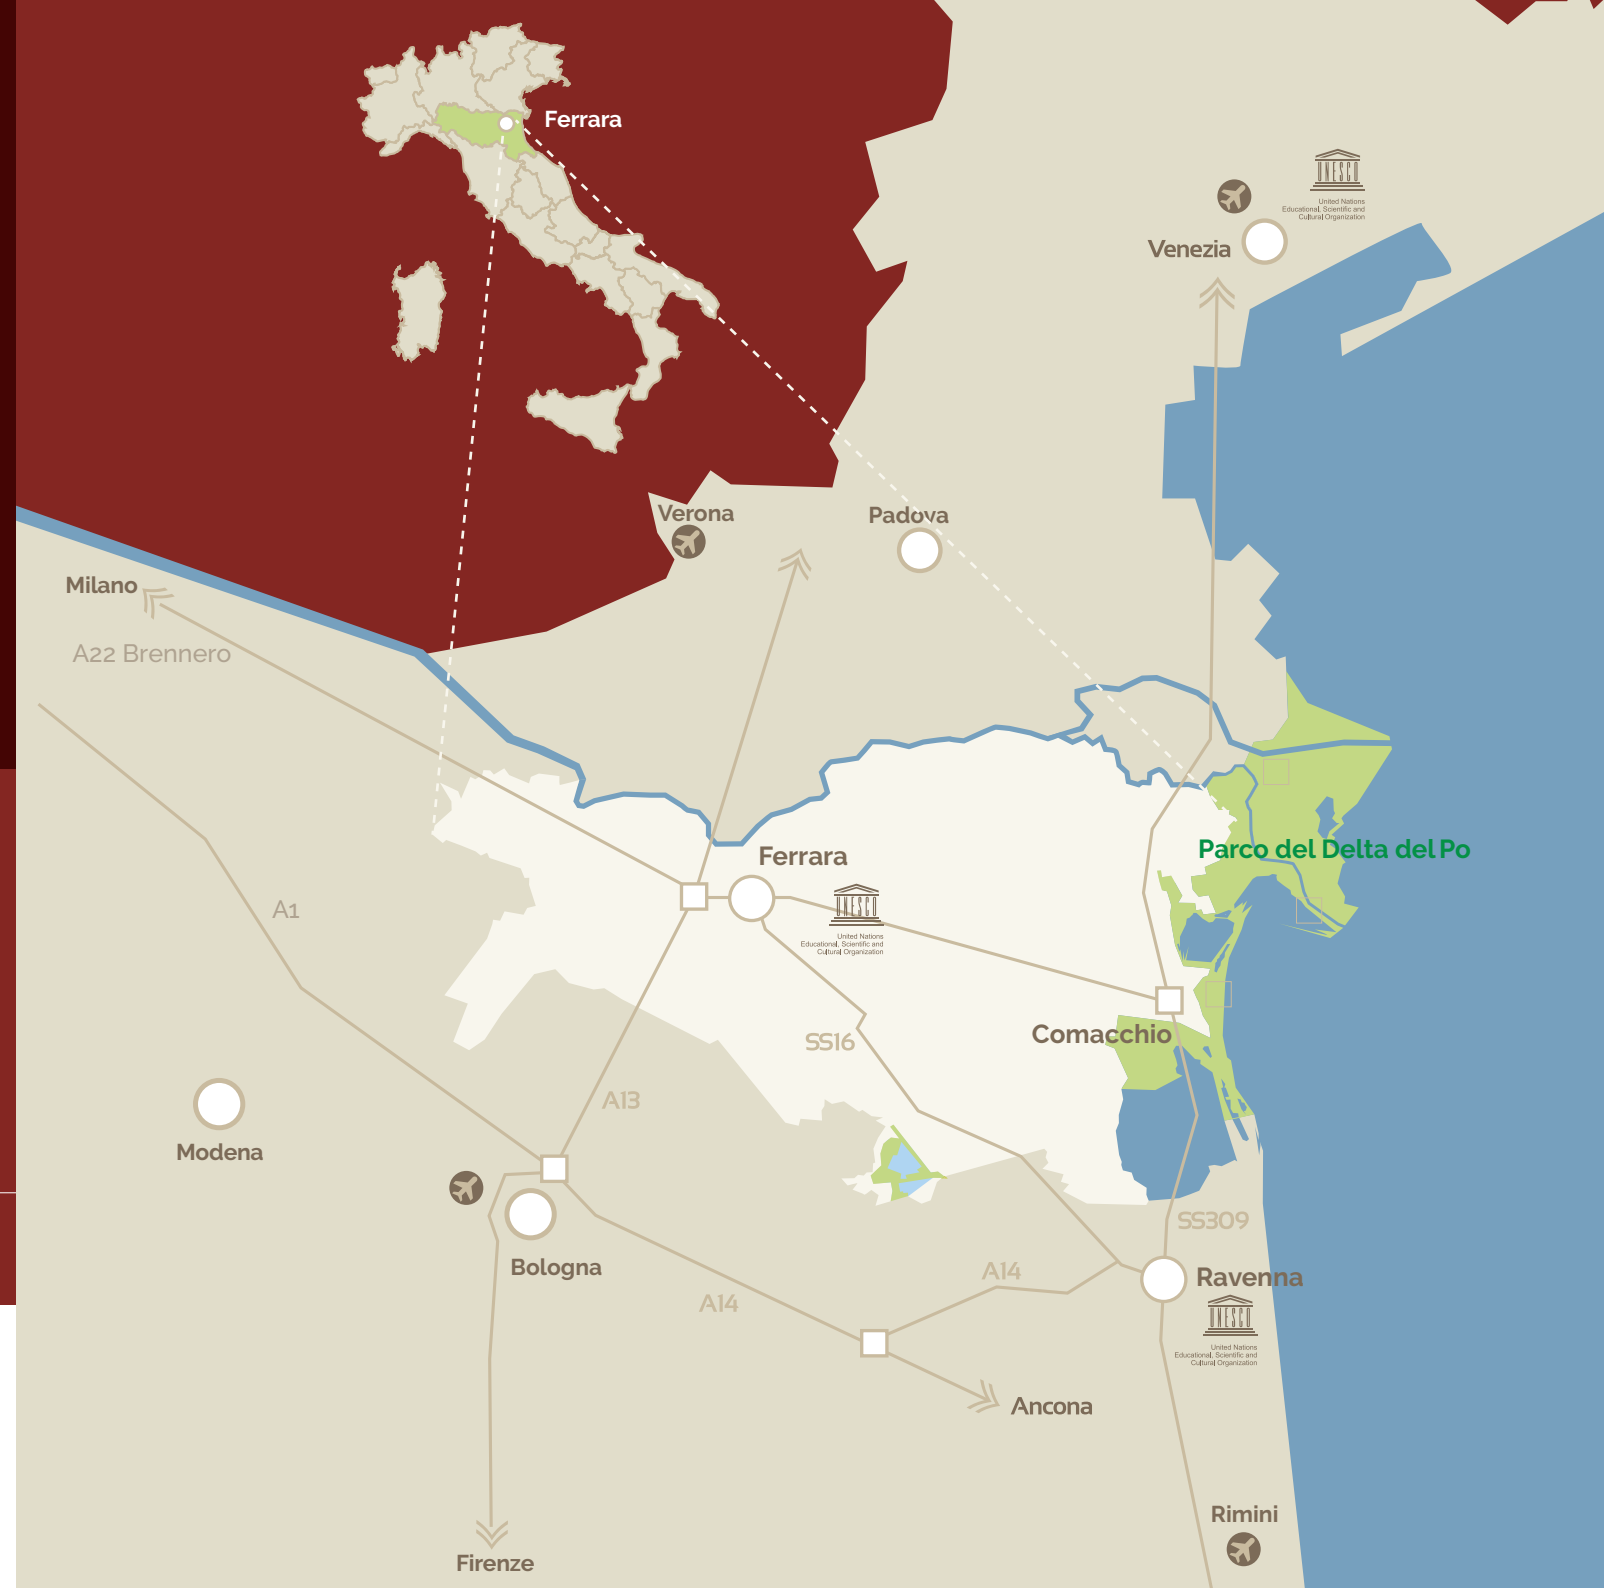 Ferrara
UNESCO
United Nations
Educational, Scientific and
Cultural Organization
Venezia
Verona
Padova
Milano
A22 Brennero
Parco del Delta del Po
Ferrara
UNESCO
United Nations
Educational, Scientific and
Cultural Organization
A1
Comacchio
SS16
A13
Modena
SS309
Bologna
A14
Ravenna
A14
UNESCO
United Nations
Educational, Scientific and
Cultural Organization
Ancona
Rimini
Firenze